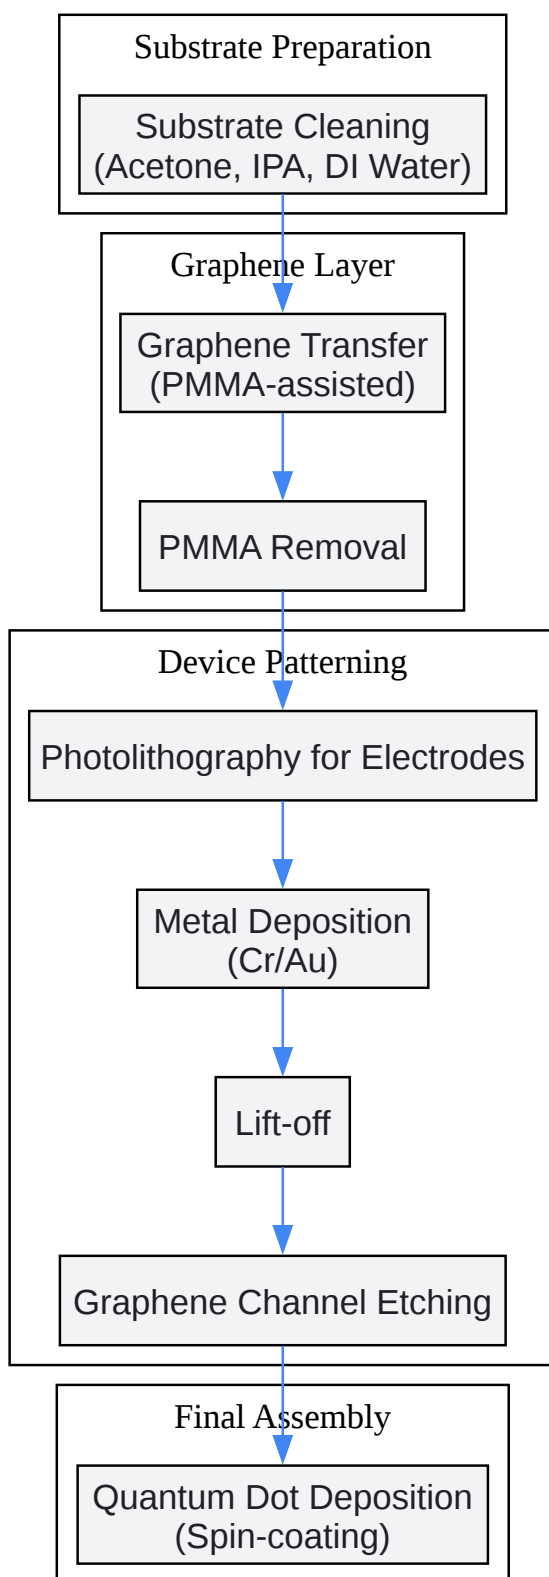 Substrate Preparation
Substrate Cleaning
(Acetone, IPA, DI Water)
Graphene Layer
Graphene Transfer
(PMMA-assisted)
PMMA Removal
Device Patterning
Photolithography for Electrodes
Metal Deposition
(Cr/Au)
Lift-off
Graphene Channel Etching
Final Assembly
Quantum Dot Deposition
(Spin-coating)